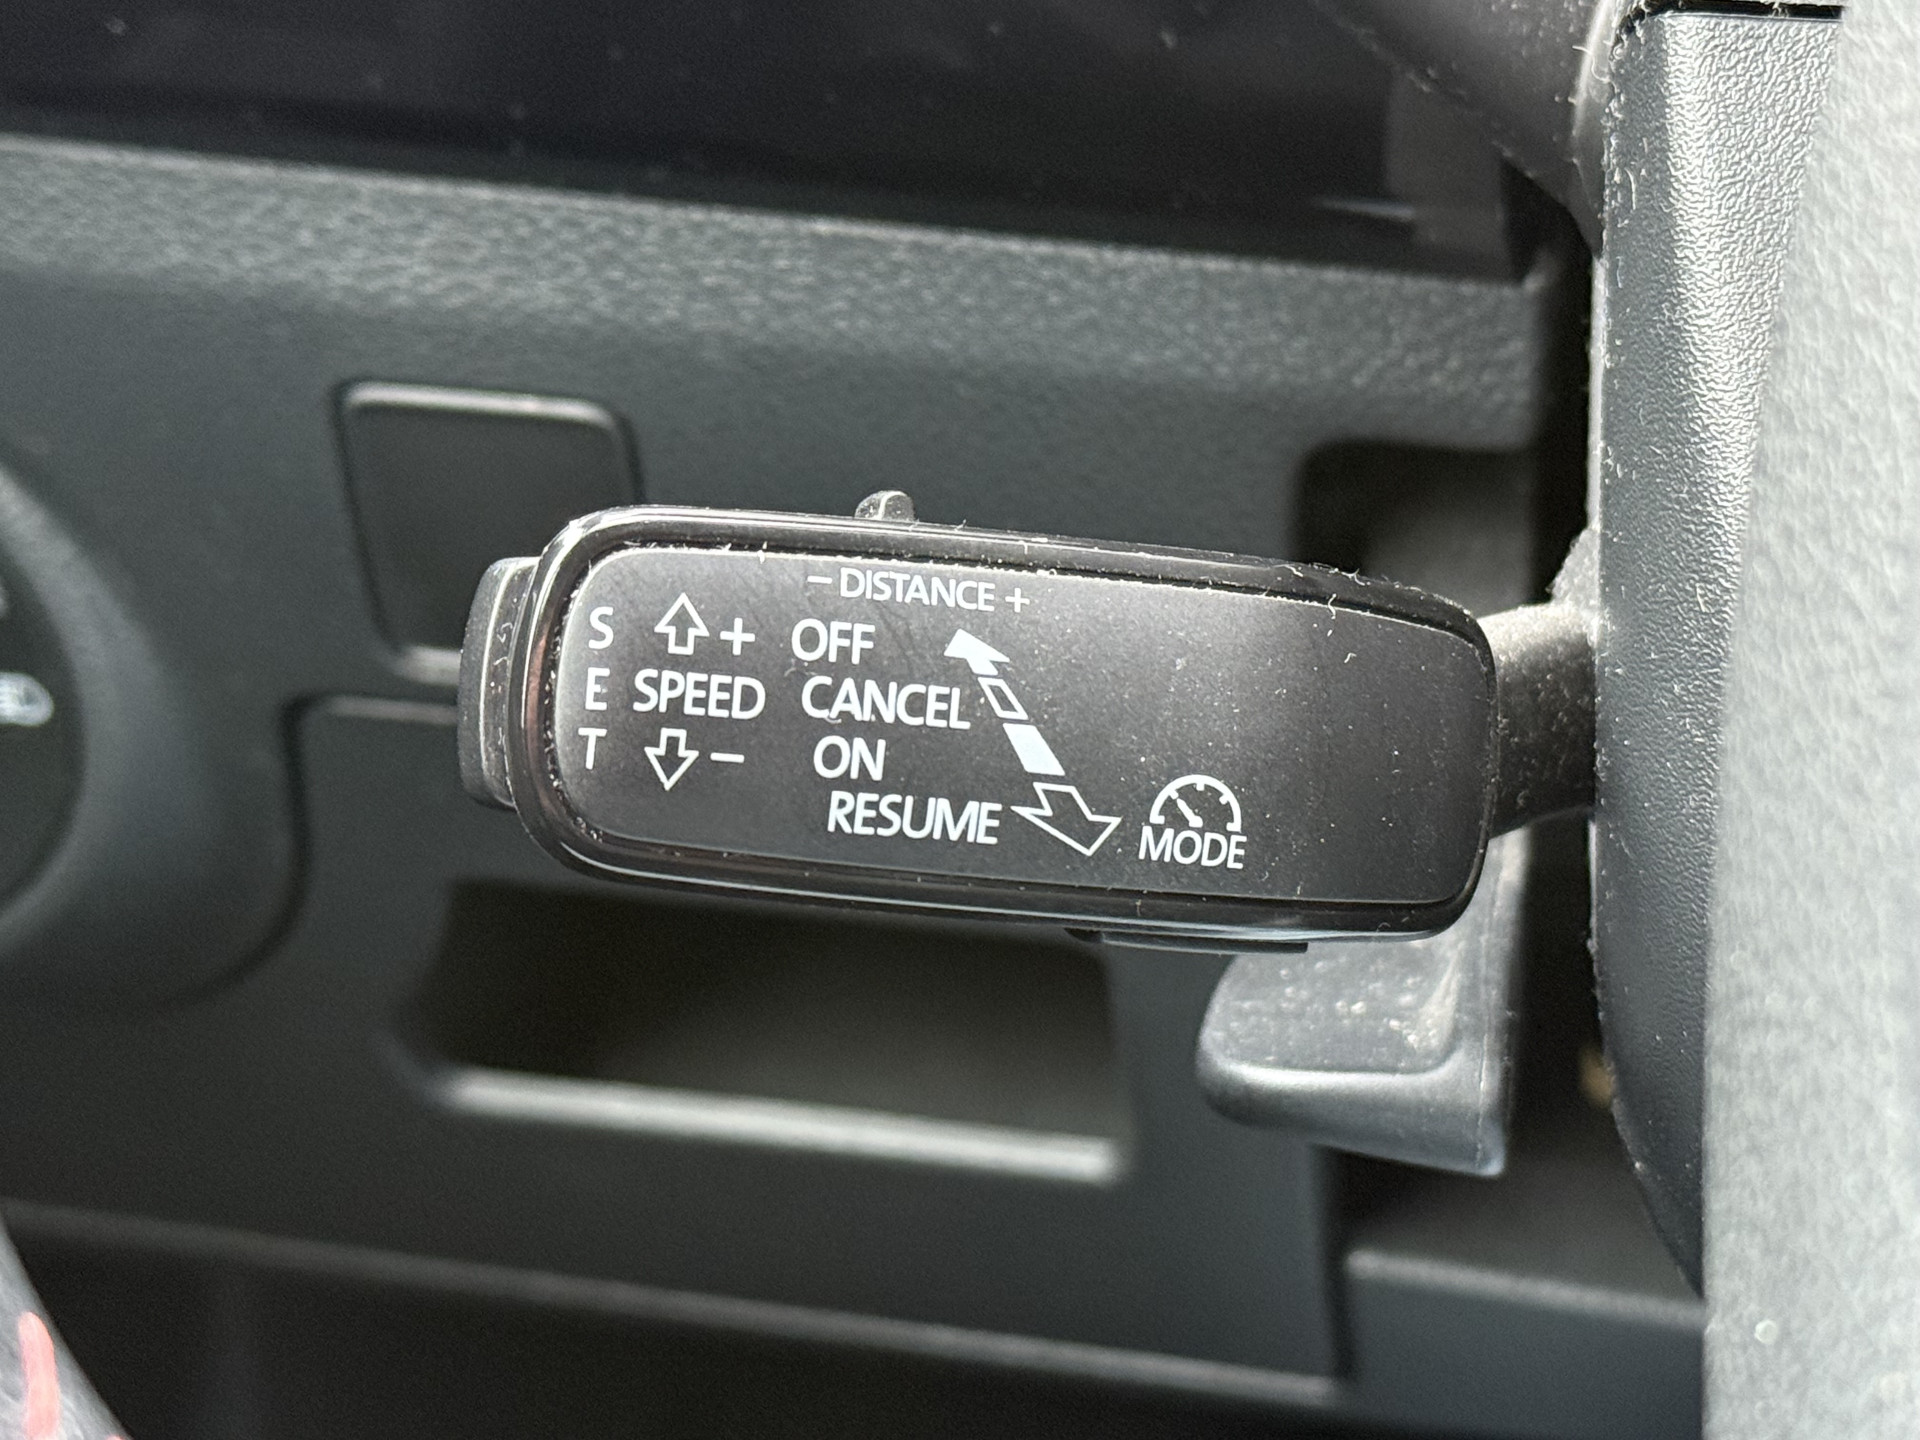 − DISTANCE +
S + OFF
E SPEED CANCEL
T − ON
RESUME
MODE